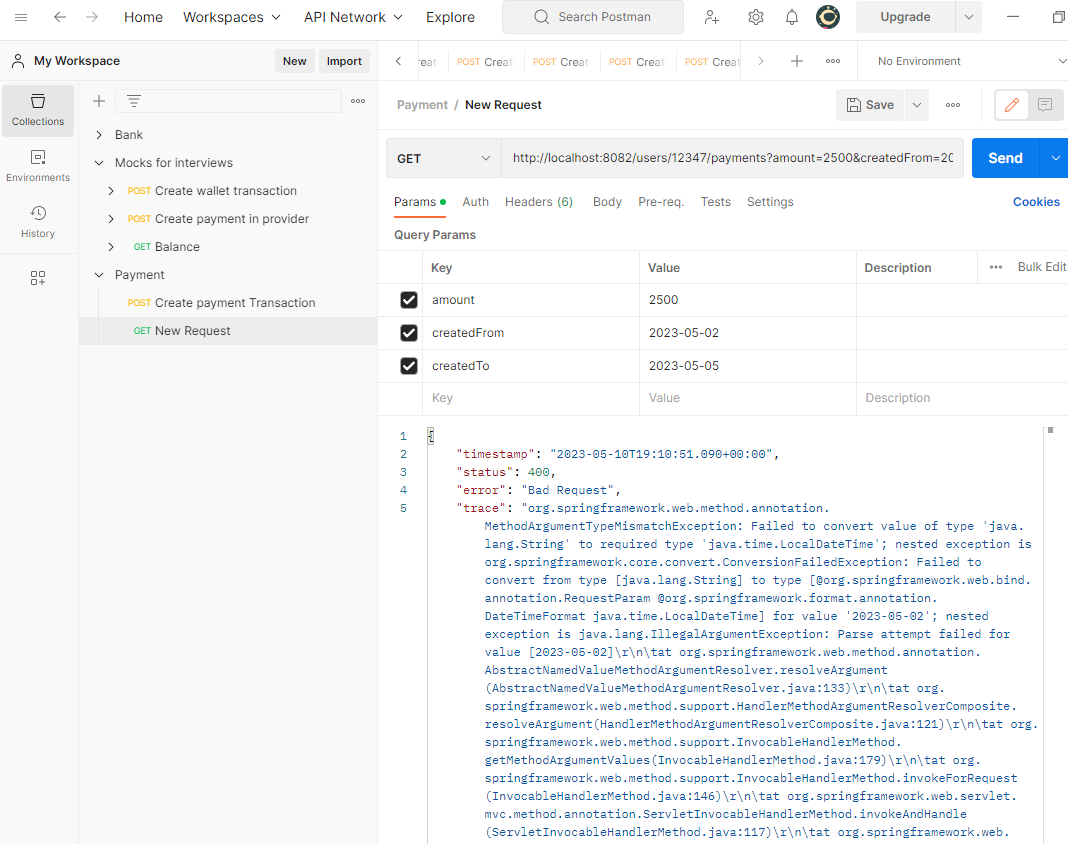 Home Workspaces API Network Explore Search Postman Upgrade
My Workspace New Import
POST Creat POST Creat POST Creat POST Creat No Environment
Collections
Environments
History
Bank
Mocks for interviews
POST Create wallet transaction
POST Create payment in provider
GET Balance
Payment
POST Create payment Transaction
GET New Request
Payment / New Request Save
GET http://localhost:8082/users/12347/payments?amount=2500&createdFrom=20 Send
Params Auth Headers (6) Body Pre-req. Tests Settings Cookies
Query Params
Key Value Description Bulk Edit
amount 2500
createdFrom 2023-05-02
createdTo 2023-05-05
Key Value Description
1 {
2 "timestamp": "2023-05-10T19:10:51.090+00:00",
3 "status": 400,
4 "error": "Bad Request",
5 "trace": "org.springframework.web.method.annotation.
MethodArgumentTypeMismatchException: Failed to convert value of type 'java.
lang.String' to required type 'java.time.LocalDateTime'; nested exception is
org.springframework.core.convert.ConversionFailedException: Failed to
convert from type [java.lang.String] to type [@org.springframework.web.bind.
annotation.RequestParam @org.springframework.format.annotation.
DateTimeFormat java.time.LocalDateTime] for value '2023-05-02'; nested
exception is java.lang.IllegalArgumentException: Parse attempt failed for
value [2023-05-02]\r\n\tat org.springframework.web.method.annotation.
AbstractNamedValueMethodArgumentResolver.resolveArgument
(AbstractNamedValueMethodArgumentResolver.java:133)\r\n\tat org.
springframework.web.method.support.HandlerMethodArgumentResolverComposite.
resolveArgument(HandlerMethodArgumentResolverComposite.java:121)\r\n\tat org.
springframework.web.method.support.InvocableHandlerMethod.
getMethodArgumentValues(InvocableHandlerMethod.java:179)\r\n\tat org.
springframework.web.method.support.InvocableHandlerMethod.invokeForRequest
(InvocableHandlerMethod.java:146)\r\n\tat org.springframework.web.servlet.
mvc.method.annotation.ServletInvocableHandlerMethod.invokeAndHandle
(ServletInvocableHandlerMethod.java:117)\r\n\tat org.springframework.web.